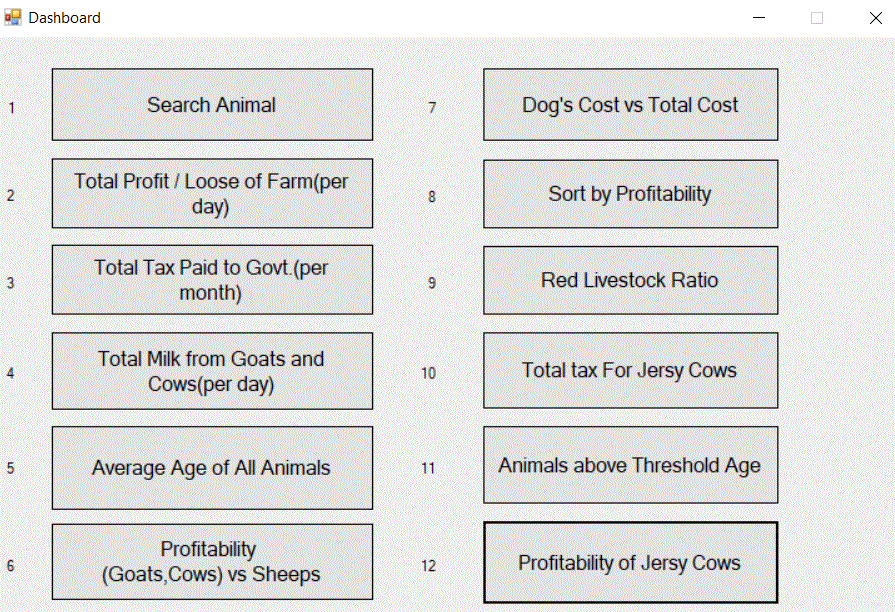 Dashboard
1
Search Animal
2
Total Profit / Loose of Farm(per
day)
3
Total Tax Paid to Govt.(per
month)
4
Total Milk from Goats and
Cows(per day)
5
Average Age of All Animals
6
Profitability
(Goats,Cows) vs Sheeps
7
Dog's Cost vs Total Cost
8
Sort by Profitability
9
Red Livestock Ratio
10
Total tax For Jersy Cows
11
Animals above Threshold Age
12
Profitability of Jersy Cows